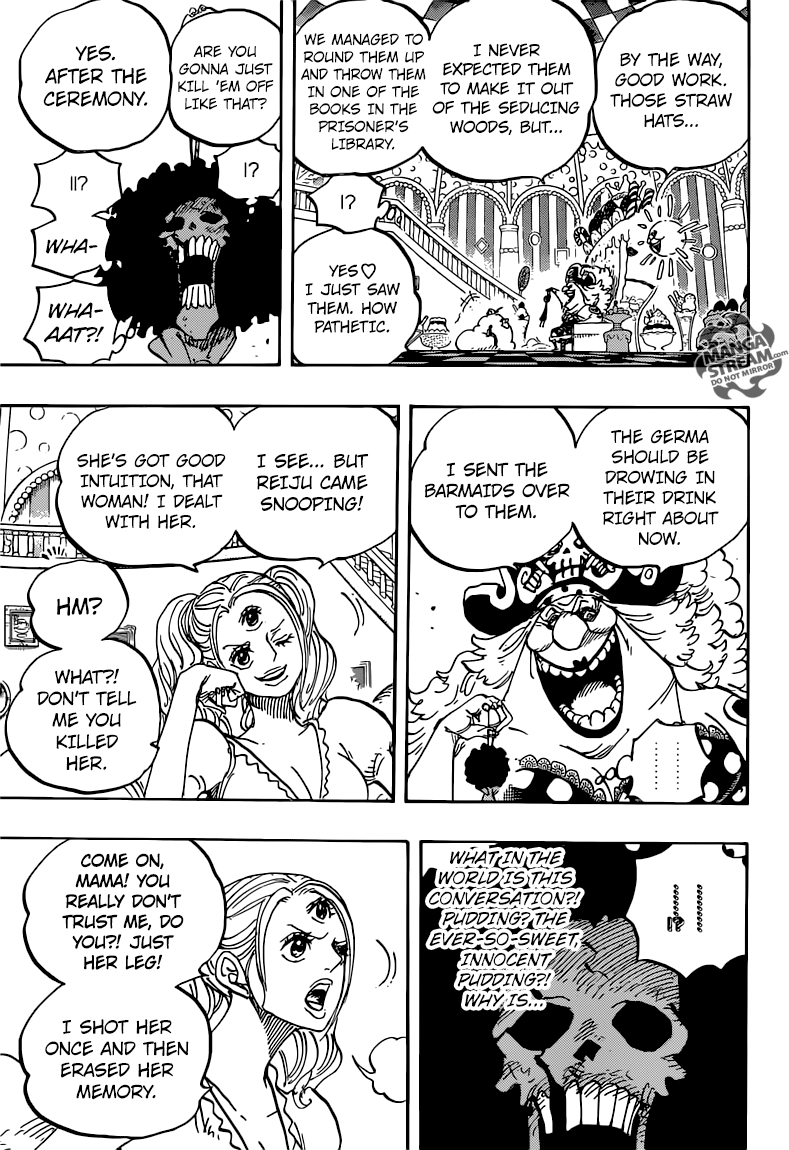 BY THE WAY,
GOOD WORK.
THOSE STRAW
HATS...
I NEVER
EXPECTED THEM
TO MAKE IT OUT
OF THE SEDUCING
WOODS, BUT...
WE MANAGED TO
ROUND THEM UP
AND THROW THEM
IN ONE OF THE
BOOKS IN THE
PRISONER'S
LIBRARY.
!?
YES♡
I JUST SAW
THEM. HOW
PATHETIC.
MANGA
STREAM.com
DO NOT MIRROR
ARE YOU
GONNA JUST
KILL 'EM OFF
LIKE THAT?
YES.
AFTER THE
CEREMONY.
!?
!!?
WHA-
WHA-
AAT?!
THE GERMA
SHOULD BE
DROWING IN
THEIR DRINK
RIGHT ABOUT
NOW.
I SENT THE
BARMAIDS OVER
TO THEM.
.......
I SEE... BUT
REIJU CAME
SNOOPING!
SHE'S GOT GOOD
INTUITION, THAT
WOMAN! I DEALT
WITH HER.
HM?
WHAT?!
DON'T TELL
ME YOU
KILLED
HER.
........
........!?
WHAT IN THE
WORLD IS THIS
CONVERSATION?!
PUDDING? THE
EVER-SO-SWEET,
INNOCENT
PUDDING?!
WHY IS...
COME ON,
MAMA! YOU
REALLY DON'T
TRUST ME, DO
YOU?! JUST
HER LEG!
I SHOT HER
ONCE AND THEN
ERASED HER
MEMORY.